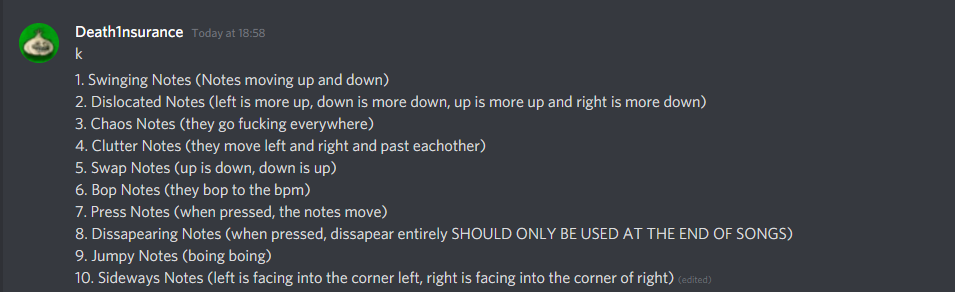 Death1nsurance Today at 18:58
k
1. Swinging Notes (Notes moving up and down)
2. Dislocated Notes (left is more up, down is more down, up is more up and right is more down)
3. Chaos Notes (they go fucking everywhere)
4. Clutter Notes (they move left and right and past eachother)
5. Swap Notes (up is down, down is up)
6. Bop Notes (they bop to the bpm)
7. Press Notes (when pressed, the notes move)
8. Dissapearing Notes (when pressed, dissapear entirely SHOULD ONLY BE USED AT THE END OF SONGS)
9. Jumpy Notes (boing boing)
10. Sideways Notes (left is facing into the corner left, right is facing into the corner of right) (edited)